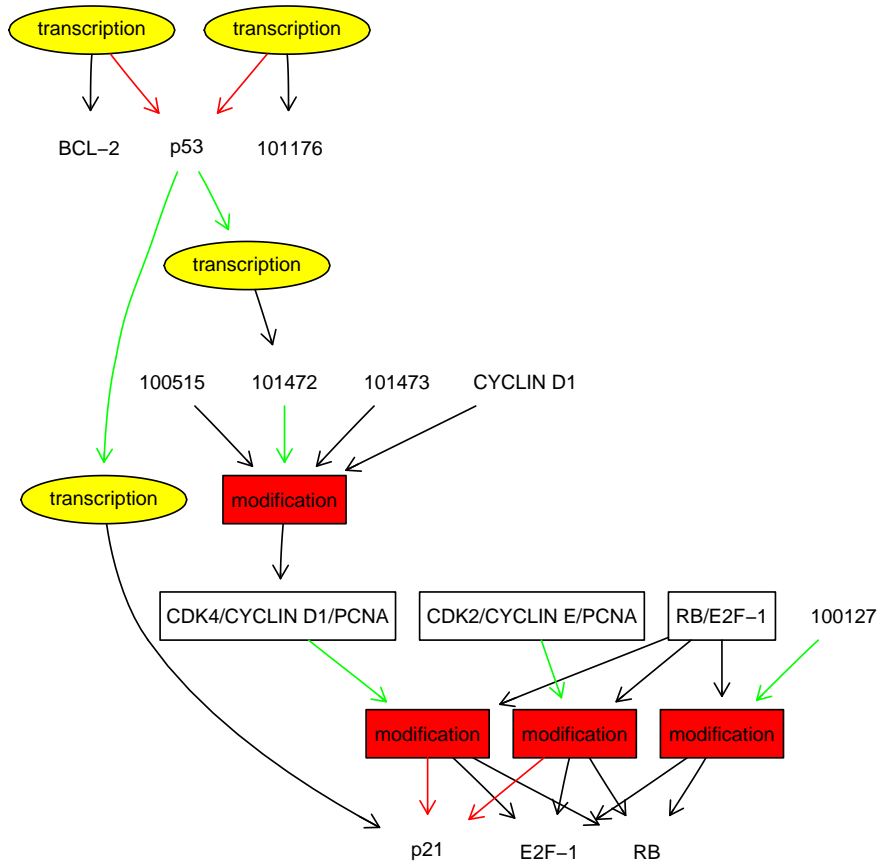 transcription
transcription
BCL−2
p53
101176
transcription
100515
101472
101473
CYCLIN D1
transcription
modification
CDK4/CYCLIN D1/PCNA
CDK2/CYCLIN E/PCNA
RB/E2F−1
100127
modification
modification
modification
p21
E2F−1
RB